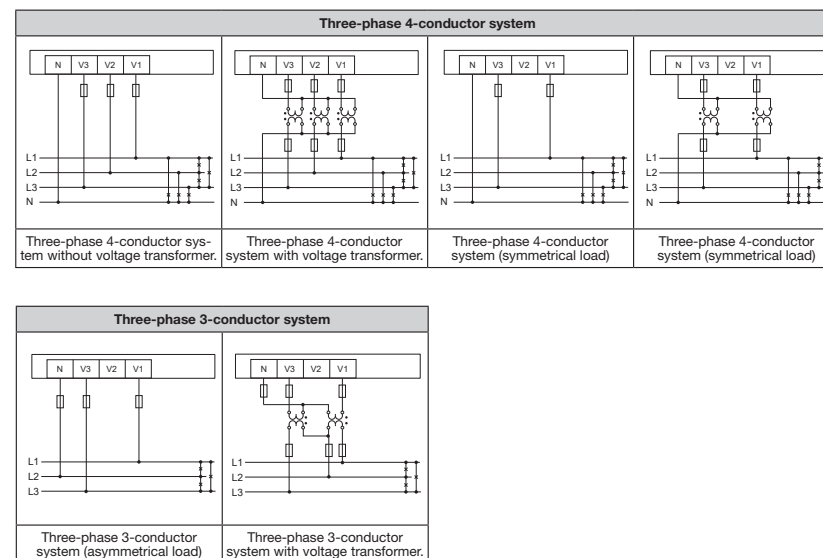 Three-phase 4-conductor system
N V3 V2 V1
N V3 V2 V1
N V3 V2 V1
N V3 V2 V1
L1
L2
L3
N
L1
L2
L3
N
L1
L2
L3
N
L1
L2
L3
N
Three-phase 4-conductor sys-
tem without voltage transformer.
Three-phase 4-conductor
system with voltage transformer.
Three-phase 4-conductor
system (symmetrical load)
Three-phase 4-conductor
system (symmetrical load)
Three-phase 3-conductor system
N V3 V2 V1
N V3 V2 V1
L1
L2
L3
L1
L2
L3
Three-phase 3-conductor
system (asymmetrical load)
Three-phase 3-conductor
system with voltage transformer.